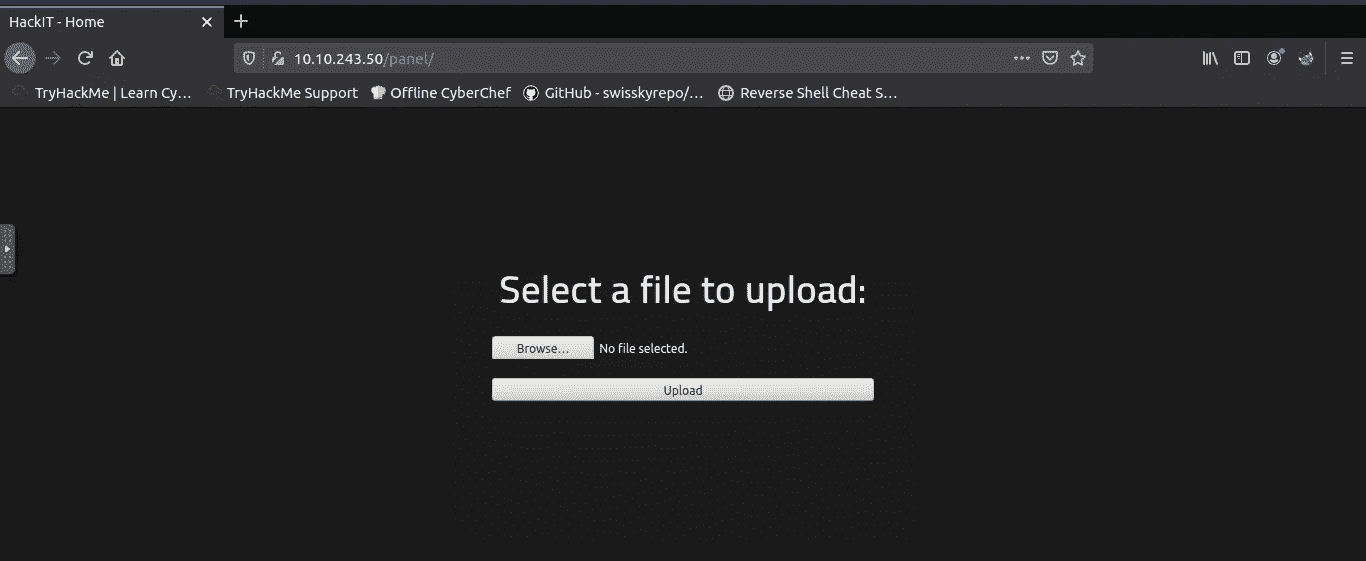 HackIT - Home
10.10.243.50/panel/
TryHackMe | Learn Cy... TryHackMe Support Offline CyberChef GitHub - swisskyrepo/... Reverse Shell Cheat S...
Select a file to upload:
Browse... No file selected.
Upload